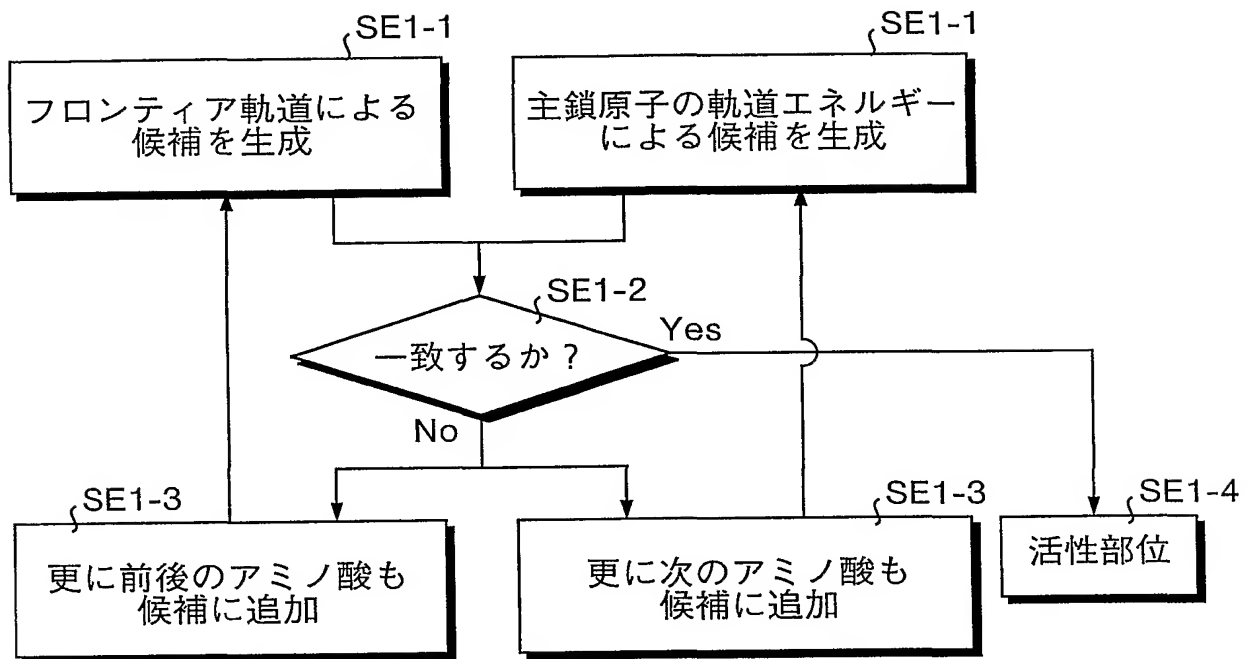 SE1-1
フロンティア軌道による
候補を生成
SE1-1
主鎖原子の軌道エネルギー
による候補を生成
SE1-2
一致するか？
Yes
No
SE1-3
更に前後のアミノ酸も
候補に追加
SE1-3
更に次のアミノ酸も
候補に追加
SE1-4
活性部位